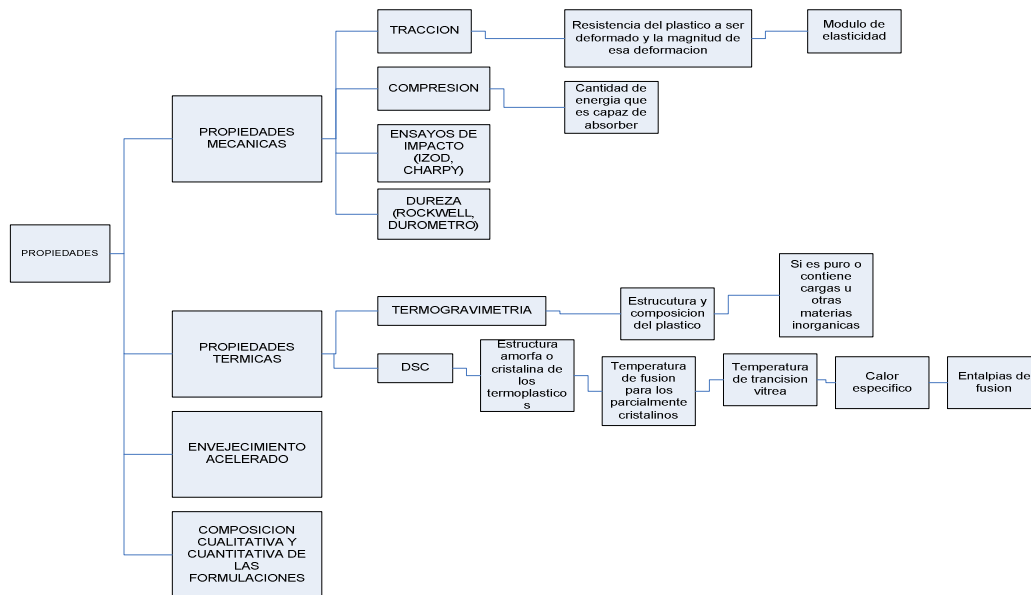 PROPIEDADES
PROPIEDADES
MECANICAS
TRACCION
Resistencia del plastico a ser
deformado y la magnitud de
esa deformacion
Modulo de
elasticidad
COMPRESION
Cantidad de
energia que
es capaz de
absorber
ENSAYOS DE
IMPACTO
(IZOD,
CHARPY)
DUREZA
(ROCKWELL,
DUROMETRO)
PROPIEDADES
TERMICAS
TERMOGRAVIMETRIA
Estrucutura y
composicion
del plastico
Si es puro o
contiene
cargas u
otras
materias
inorganicas
DSC
Estructura
amorfa o
cristalina de
los
termoplastico
s
Temperatura
de fusion
para los
parcialmente
cristalinos
Temperatura
de trancision
vitrea
Calor
especifico
Entalpias de
fusion
ENVEJECIMIENTO
ACELERADO
COMPOSICION
CUALITATIVA Y
CUANTITATIVA DE
LAS
FORMULACIONES